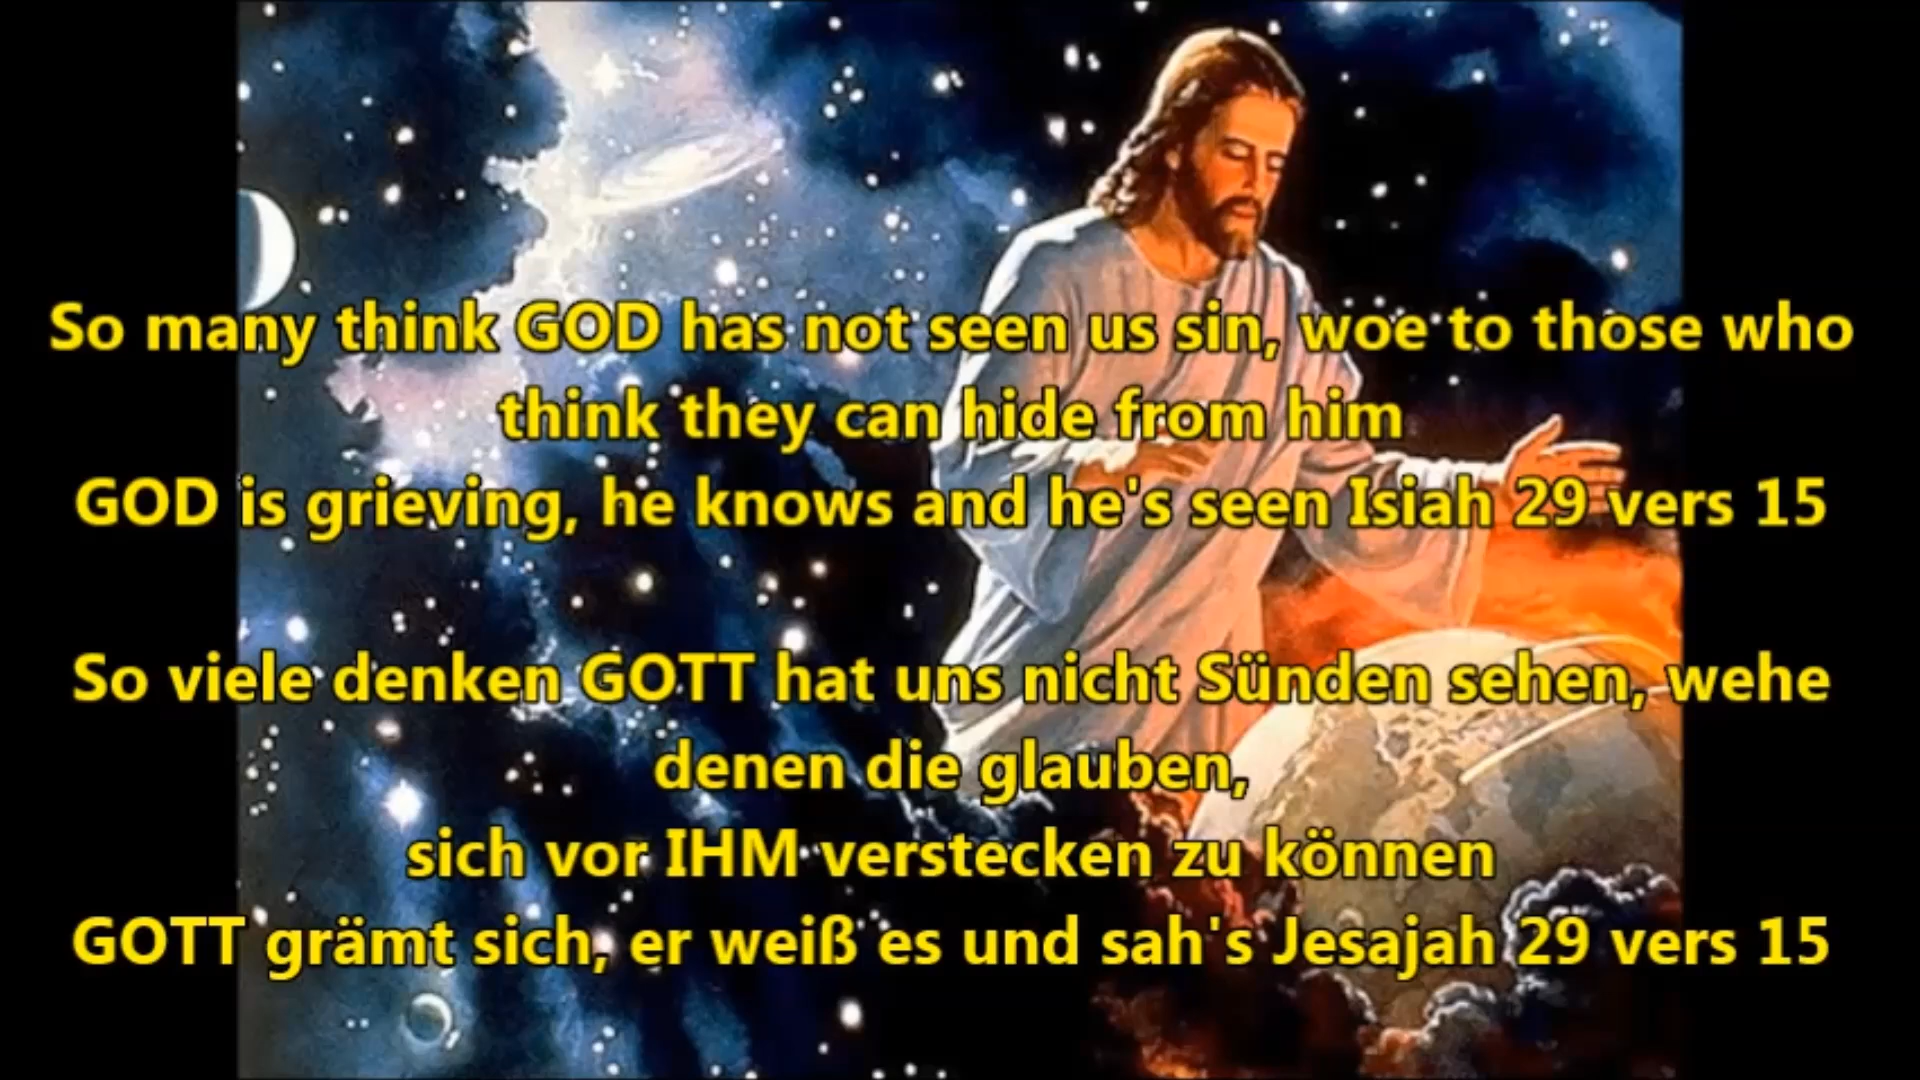 So many think GOD has not seen us sin, woe to those who
think they can hide from him
GOD is grieving, he knows and he's seen Isiah 29 vers 15
So viele denken GOTT hat uns nicht Sünden sehen, wehe
denen die glauben,
sich vor IHM verstecken zu können
GOTT grämt sich, er weiß es und sah's Jesajah 29 vers 15